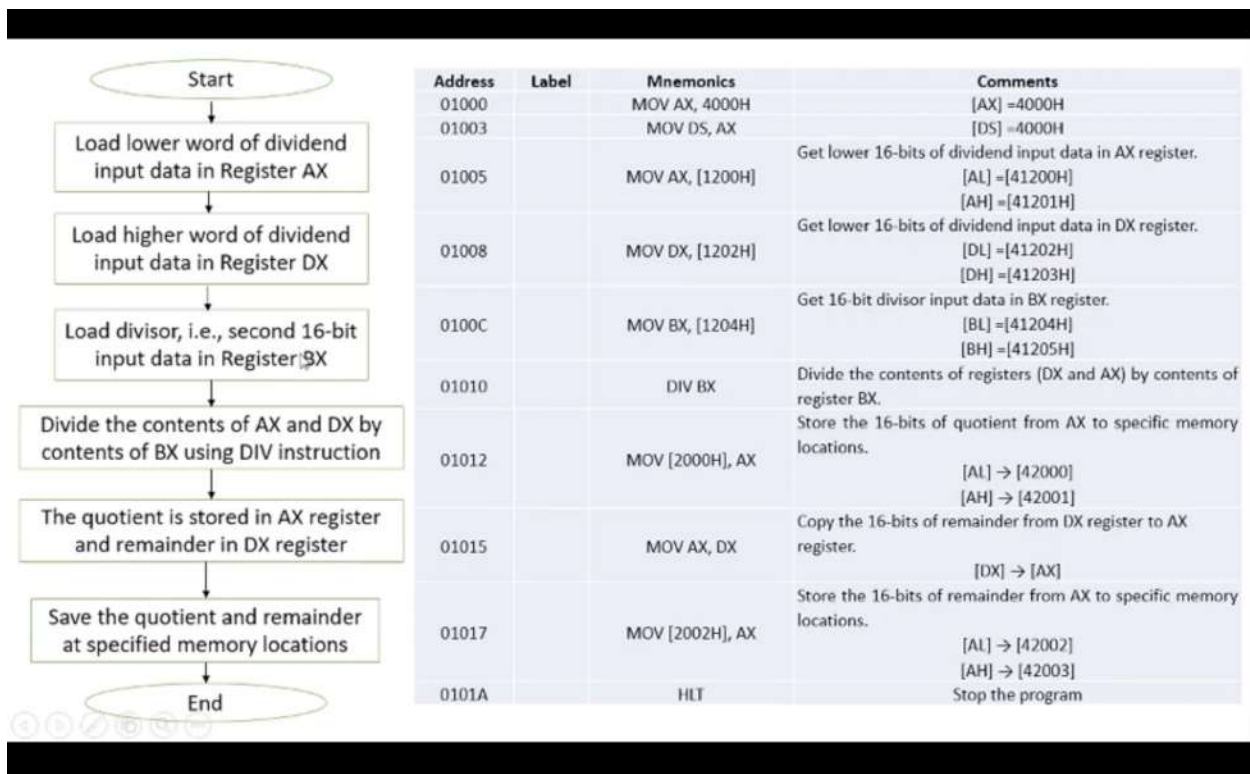 Start
Load lower word of dividend
input data in Register AX
Load higher word of dividend
input data in Register DX
Load divisor, i.e., second 16-bit
input data in Register BX
Divide the contents of AX and DX by
contents of BX using DIV instruction
The quotient is stored in AX register
and remainder in DX register
Save the quotient and remainder
at specified memory locations
End
Address Label Mnemonics Comments
01000 MOV AX, 4000H [AX] =4000H
01003 MOV DS, AX [DS] =4000H
Get lower 16-bits of dividend input data in AX register.
01005 MOV AX, [1200H] [AL] =[41200H]
[AH] =[41201H]
Get lower 16-bits of dividend input data in DX register.
01008 MOV DX, [1202H] [DL] =[41202H]
[DH] =[41203H]
Get 16-bit divisor input data in BX register.
0100C MOV BX, [1204H] [BL] =[41204H]
[BH] =[41205H]
01010 DIV BX Divide the contents of registers (DX and AX) by contents of
register BX.
Store the 16-bits of quotient from AX to specific memory
01012 MOV [2000H], AX locations.
[AL] → [42000]
[AH] → [42001]
Copy the 16-bits of remainder from DX register to AX
01015 MOV AX, DX register.
[DX] → [AX]
Store the 16-bits of remainder from AX to specific memory
01017 MOV [2002H], AX locations.
[AL] → [42002]
[AH] → [42003]
0101A HLT Stop the program